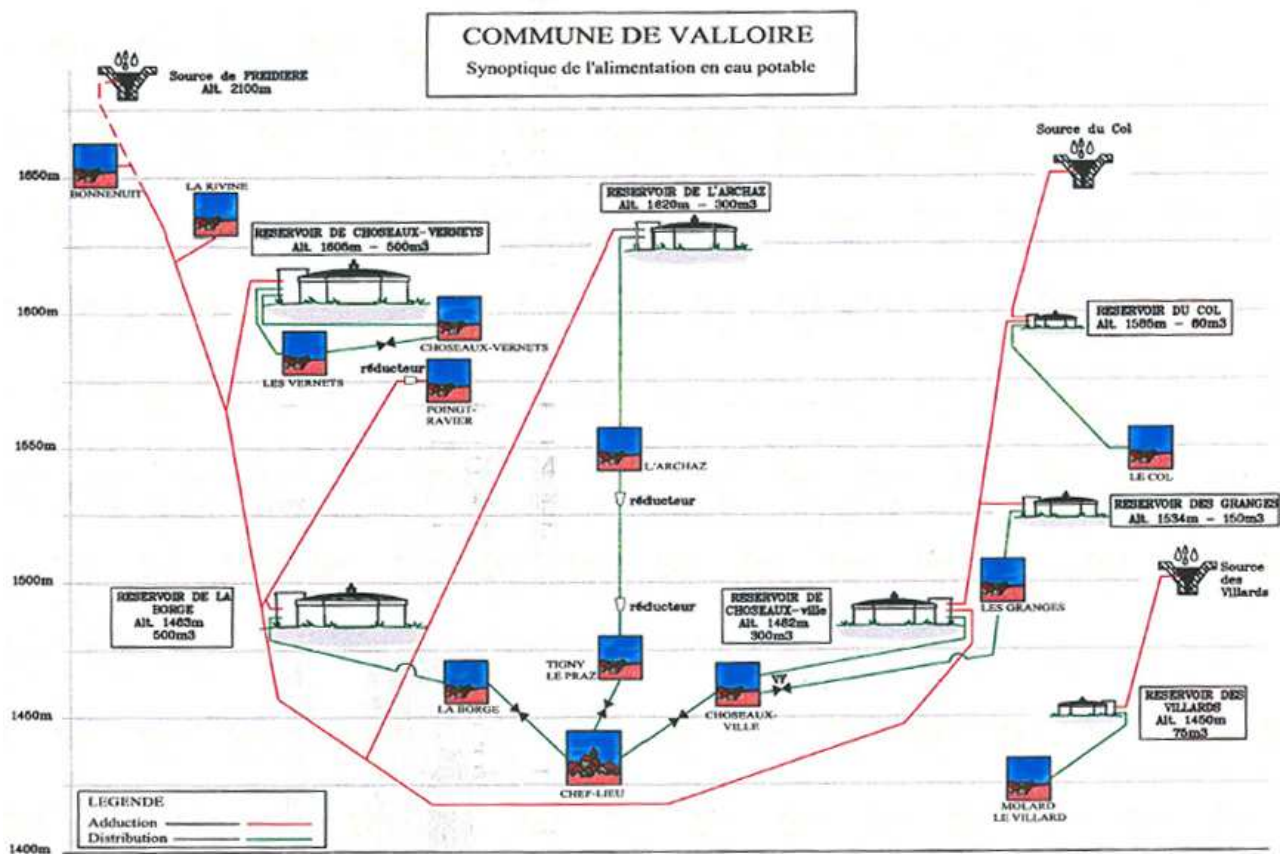 COMMUNE DE VALLOIRE
Synoptique de l'alimentation en eau potable
Source de FREIDIERE
Alt. 2100m
Source du Col
1650m
BONNENUIT
LA RIVINE
RESERVOIR DE L'ARCHAZ
Alt. 1620m - 300m3
RESERVOIR DE CHOSEAUX-VERNEYS
Alt. 1605m - 500m3
1600m
RESERVOIR DU COL
Alt. 1585m - 60m3
CHOSEAUX-VERNETS
LES VERNETS
réducteur
POINGT-
RAVIER
1550m
L'ARCHAZ
LE COL
réducteur
RESERVOIR DES GRANGES
Alt. 1534m - 150m3
1500m
RESERVOIR DE LA
BORGE
Alt. 1483m
500m3
réducteur
RESERVOIR DE
CHOSEAUX-ville
Alt. 1482m
300m3
LES GRANGES
Source
des
Villards
TIGNY
LE PRAZ
VF
LA BORGE
CHOSEAUX-
VILLE
1450m
RESERVOIR DES
VILLARDS
Alt. 1450m
75m3
CHEF-LIEU
MOLARD
LE VILLARD
LEGENDE
Adduction
Distribution
1400m